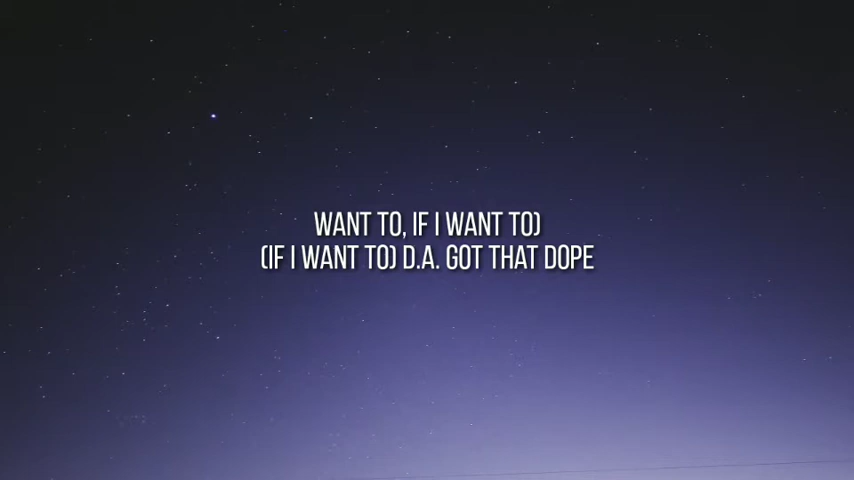 WANT TO, IF I WANT TO)
(IF I WANT TO) D.A. GOT THAT DOPE